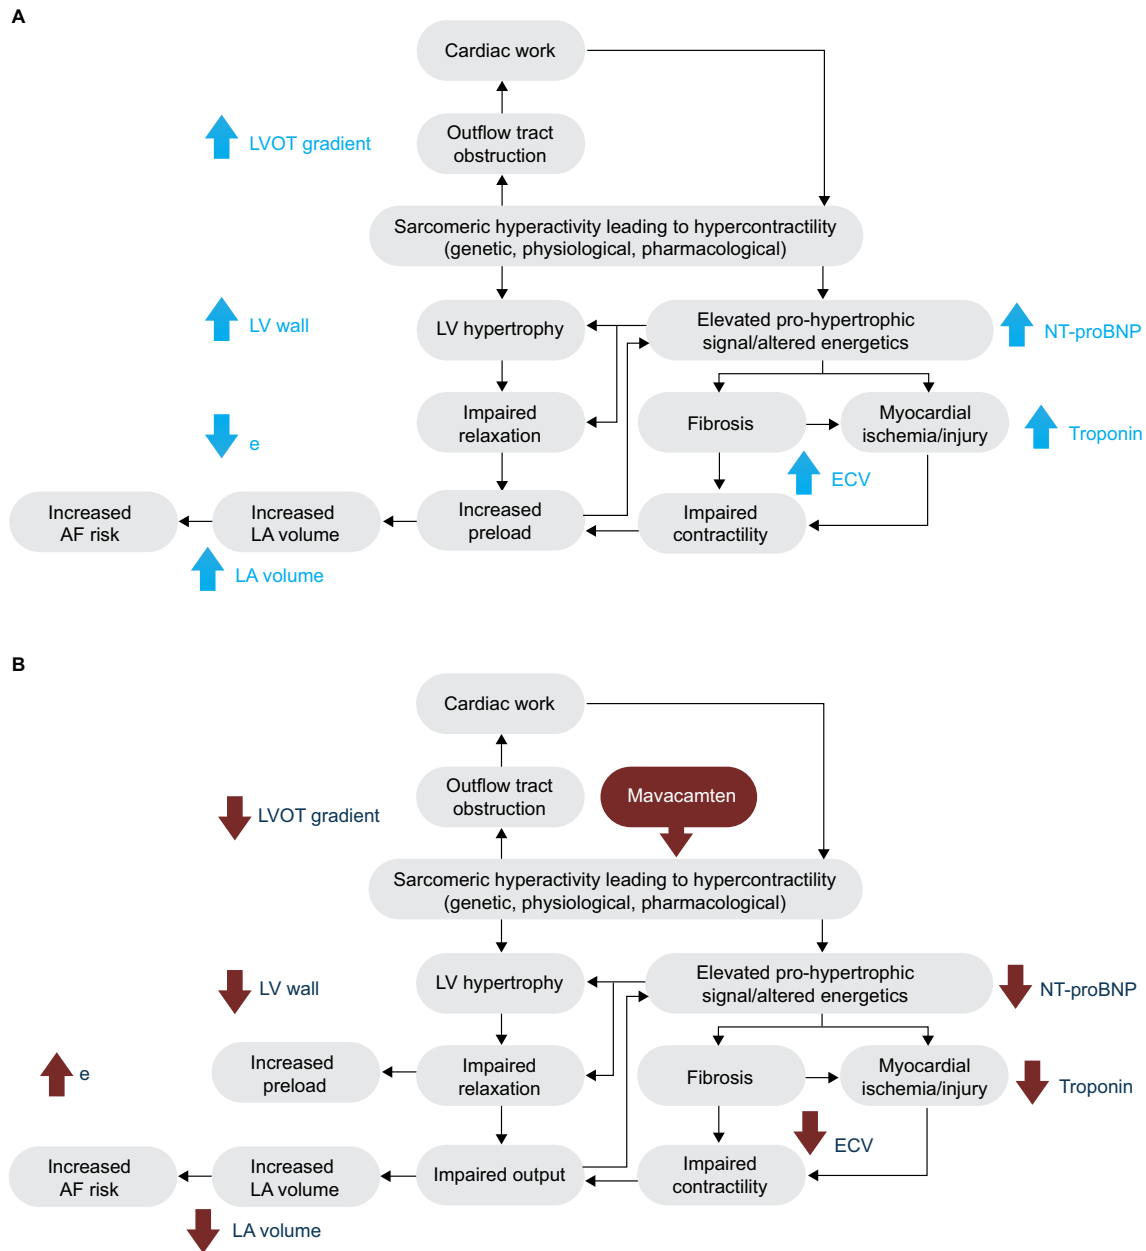 A
Cardiac work
LVOT gradient
Outflow tract
obstruction
Sarcomeric hyperactivity leading to hypercontractility
(genetic, physiological, pharmacological)
LV wall
LV hypertrophy
Elevated pro-hypertrophic
signal/altered energetics
NT-proBNP
e
Impaired
relaxation
Fibrosis
Myocardial
ischemia/injury
Troponin
ECV
Increased
AF risk
Increased
LA volume
Increased
preload
Impaired
contractility
LA volume
B
Cardiac work
LVOT gradient
Outflow tract
obstruction
Mavacamten
Sarcomeric hyperactivity leading to hypercontractility
(genetic, physiological, pharmacological)
LV wall
LV hypertrophy
Elevated pro-hypertrophic
signal/altered energetics
NT-proBNP
e
Increased
preload
Impaired
relaxation
Fibrosis
Myocardial
ischemia/injury
Troponin
ECV
Increased
AF risk
Increased
LA volume
Impaired output
Impaired
contractility
LA volume